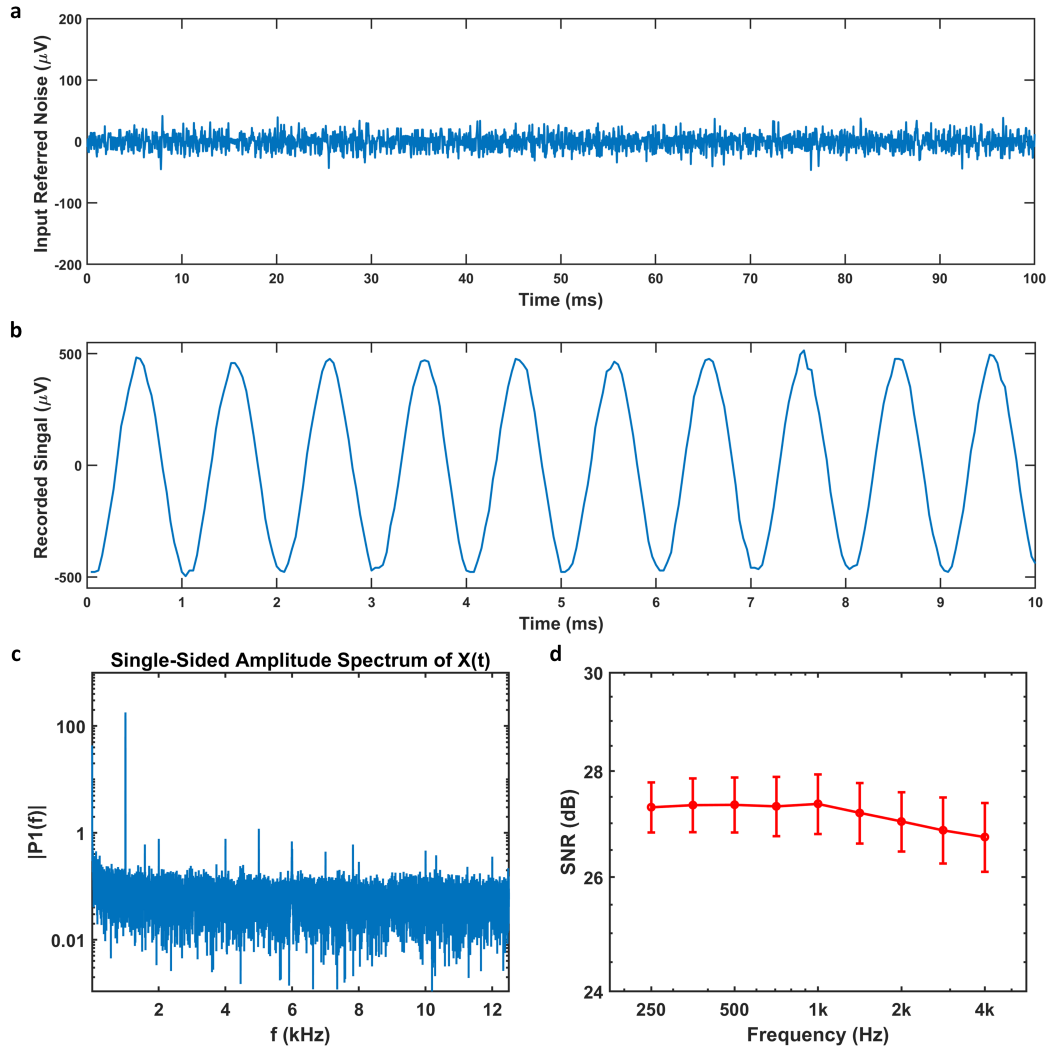 a
Input Referred Noise (μV)
200
100
0
-100
-200
0 10 20 30 40 50 60 70 80 90 100
Time (ms)
b
Recorded Singal (μV)
500
0
-500
0 1 2 3 4 5 6 7 8 9 10
Time (ms)
c
Single-Sided Amplitude Spectrum of X(t)
|P1(f)|
100
1
0.01
2 4 6 8 10 12
f (kHz)
d
SNR (dB)
30
28
26
24
250 500 1k 2k 4k
Frequency (Hz)